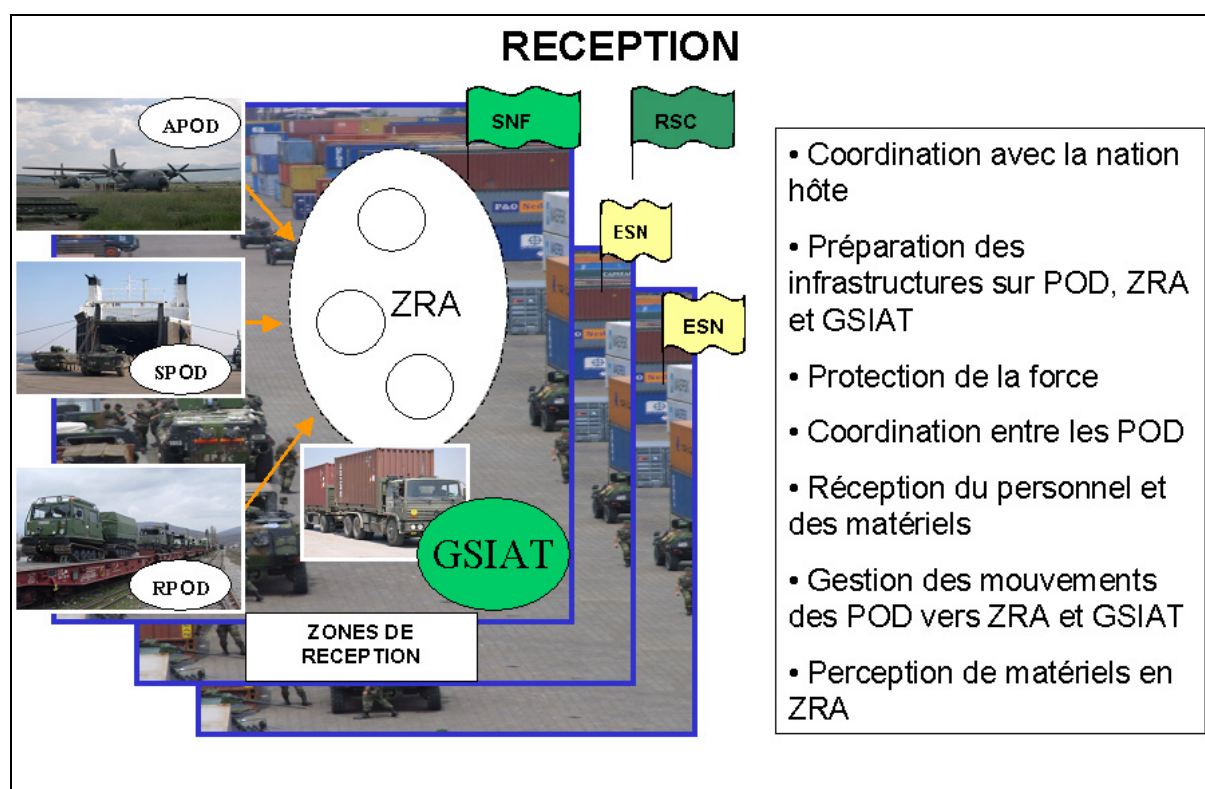 RECEPTION
APOD
SNF
RSC
ESN
ESN
ZRA
SPOD
RPOD
GSIAT
ZONES DE
RECEPTION
• Coordination avec la nation
hôte
• Préparation des
infrastructures sur POD, ZRA
et GSIAT
• Protection de la force
• Coordination entre les POD
• Réception du personnel et
des matériels
• Gestion des mouvements
des POD vers ZRA et GSIAT
• Perception de matériels en
ZRA
P&O Ned